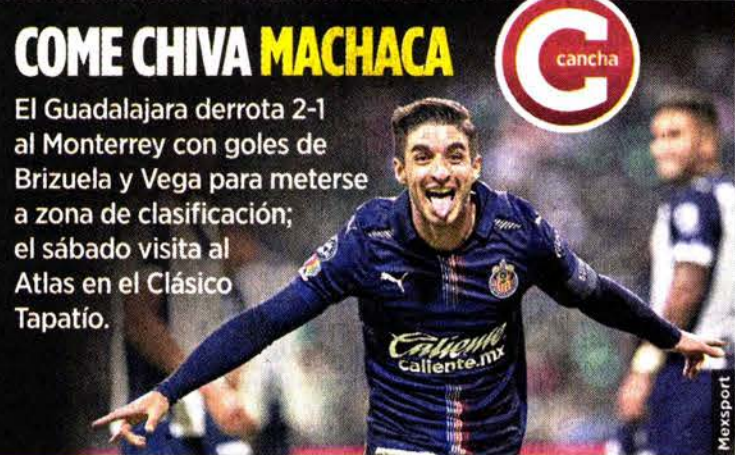 COME CHIVA MACHACA
C
cancha
El Guadalajara derrota 2-1
al Monterrey con goles de
Brizuela y Vega para meterse
a zona de clasificación;
el sábado visita al
Atlas en el Clásico
Tapatío.
Caliente
caliente.mx
Mexsport